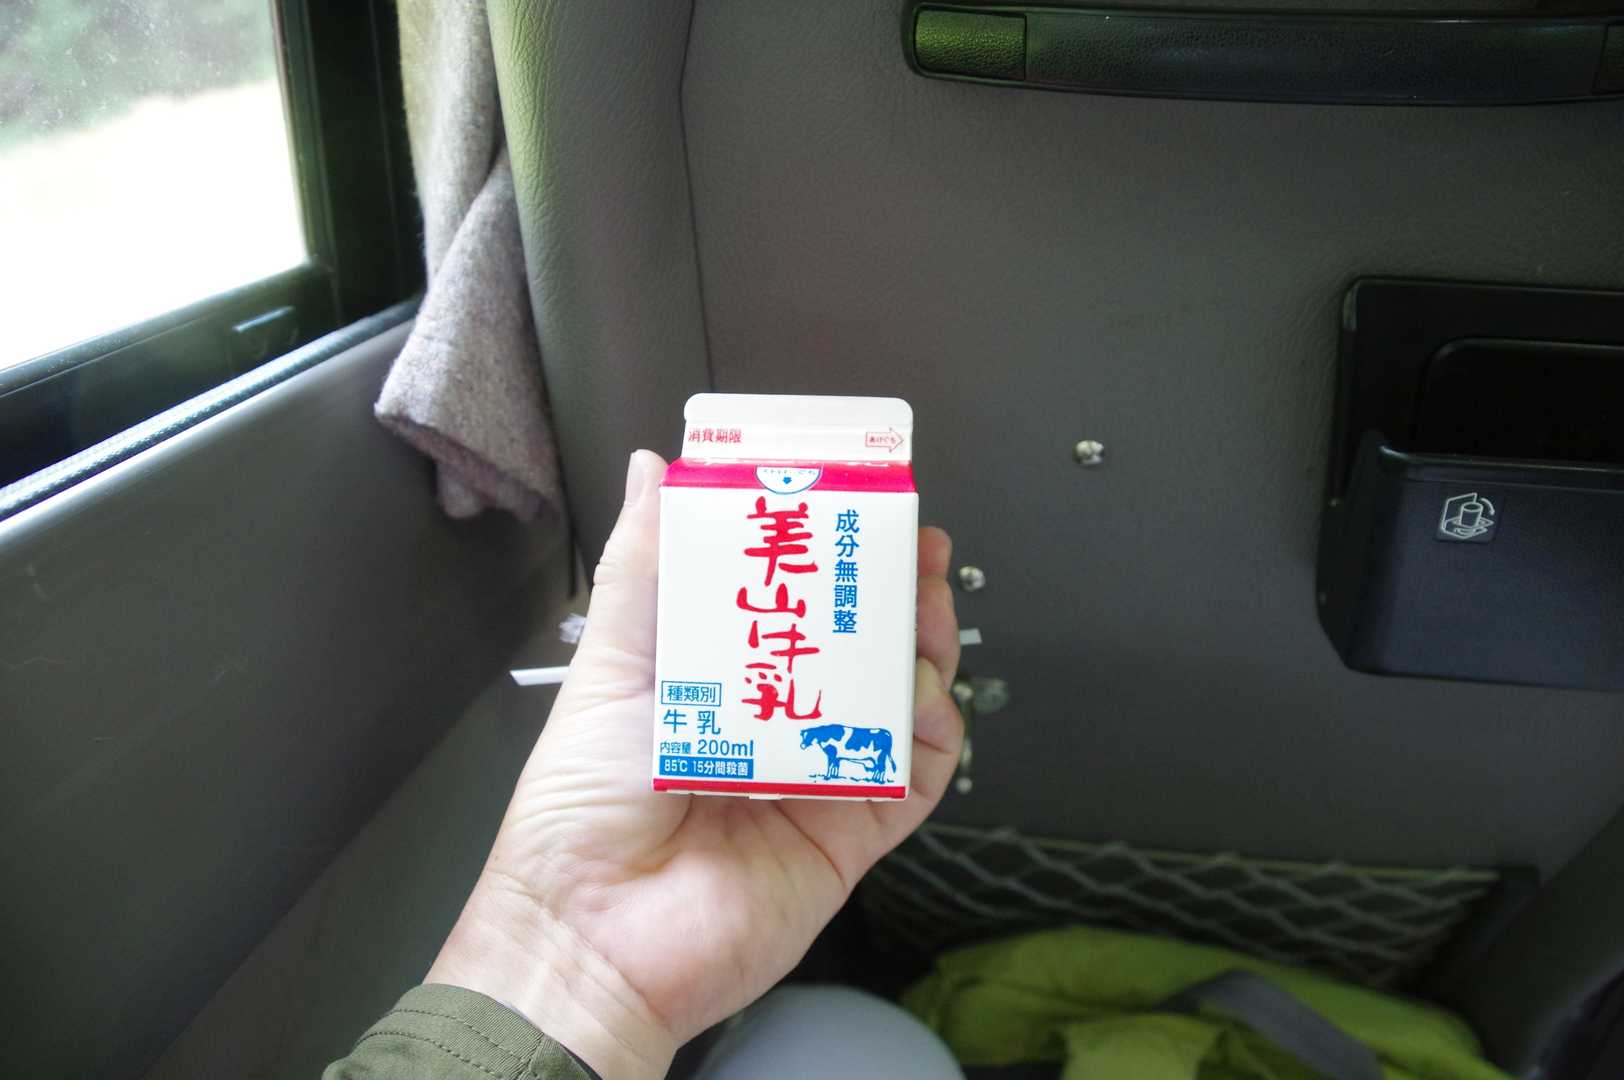 消費期限
あけぐち
成分無調整
美山牛乳
種類別
牛乳
内容量 200ml
85℃ 15分間殺菌